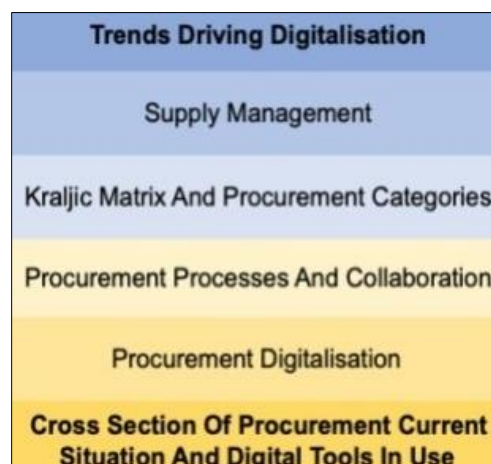 Trends Driving Digitalisation
Supply Management
Kraljic Matrix And Procurement Categories
Procurement Processes And Collaboration
Procurement Digitalisation
Cross Section Of Procurement Current
Situation And Digital Tools In Use